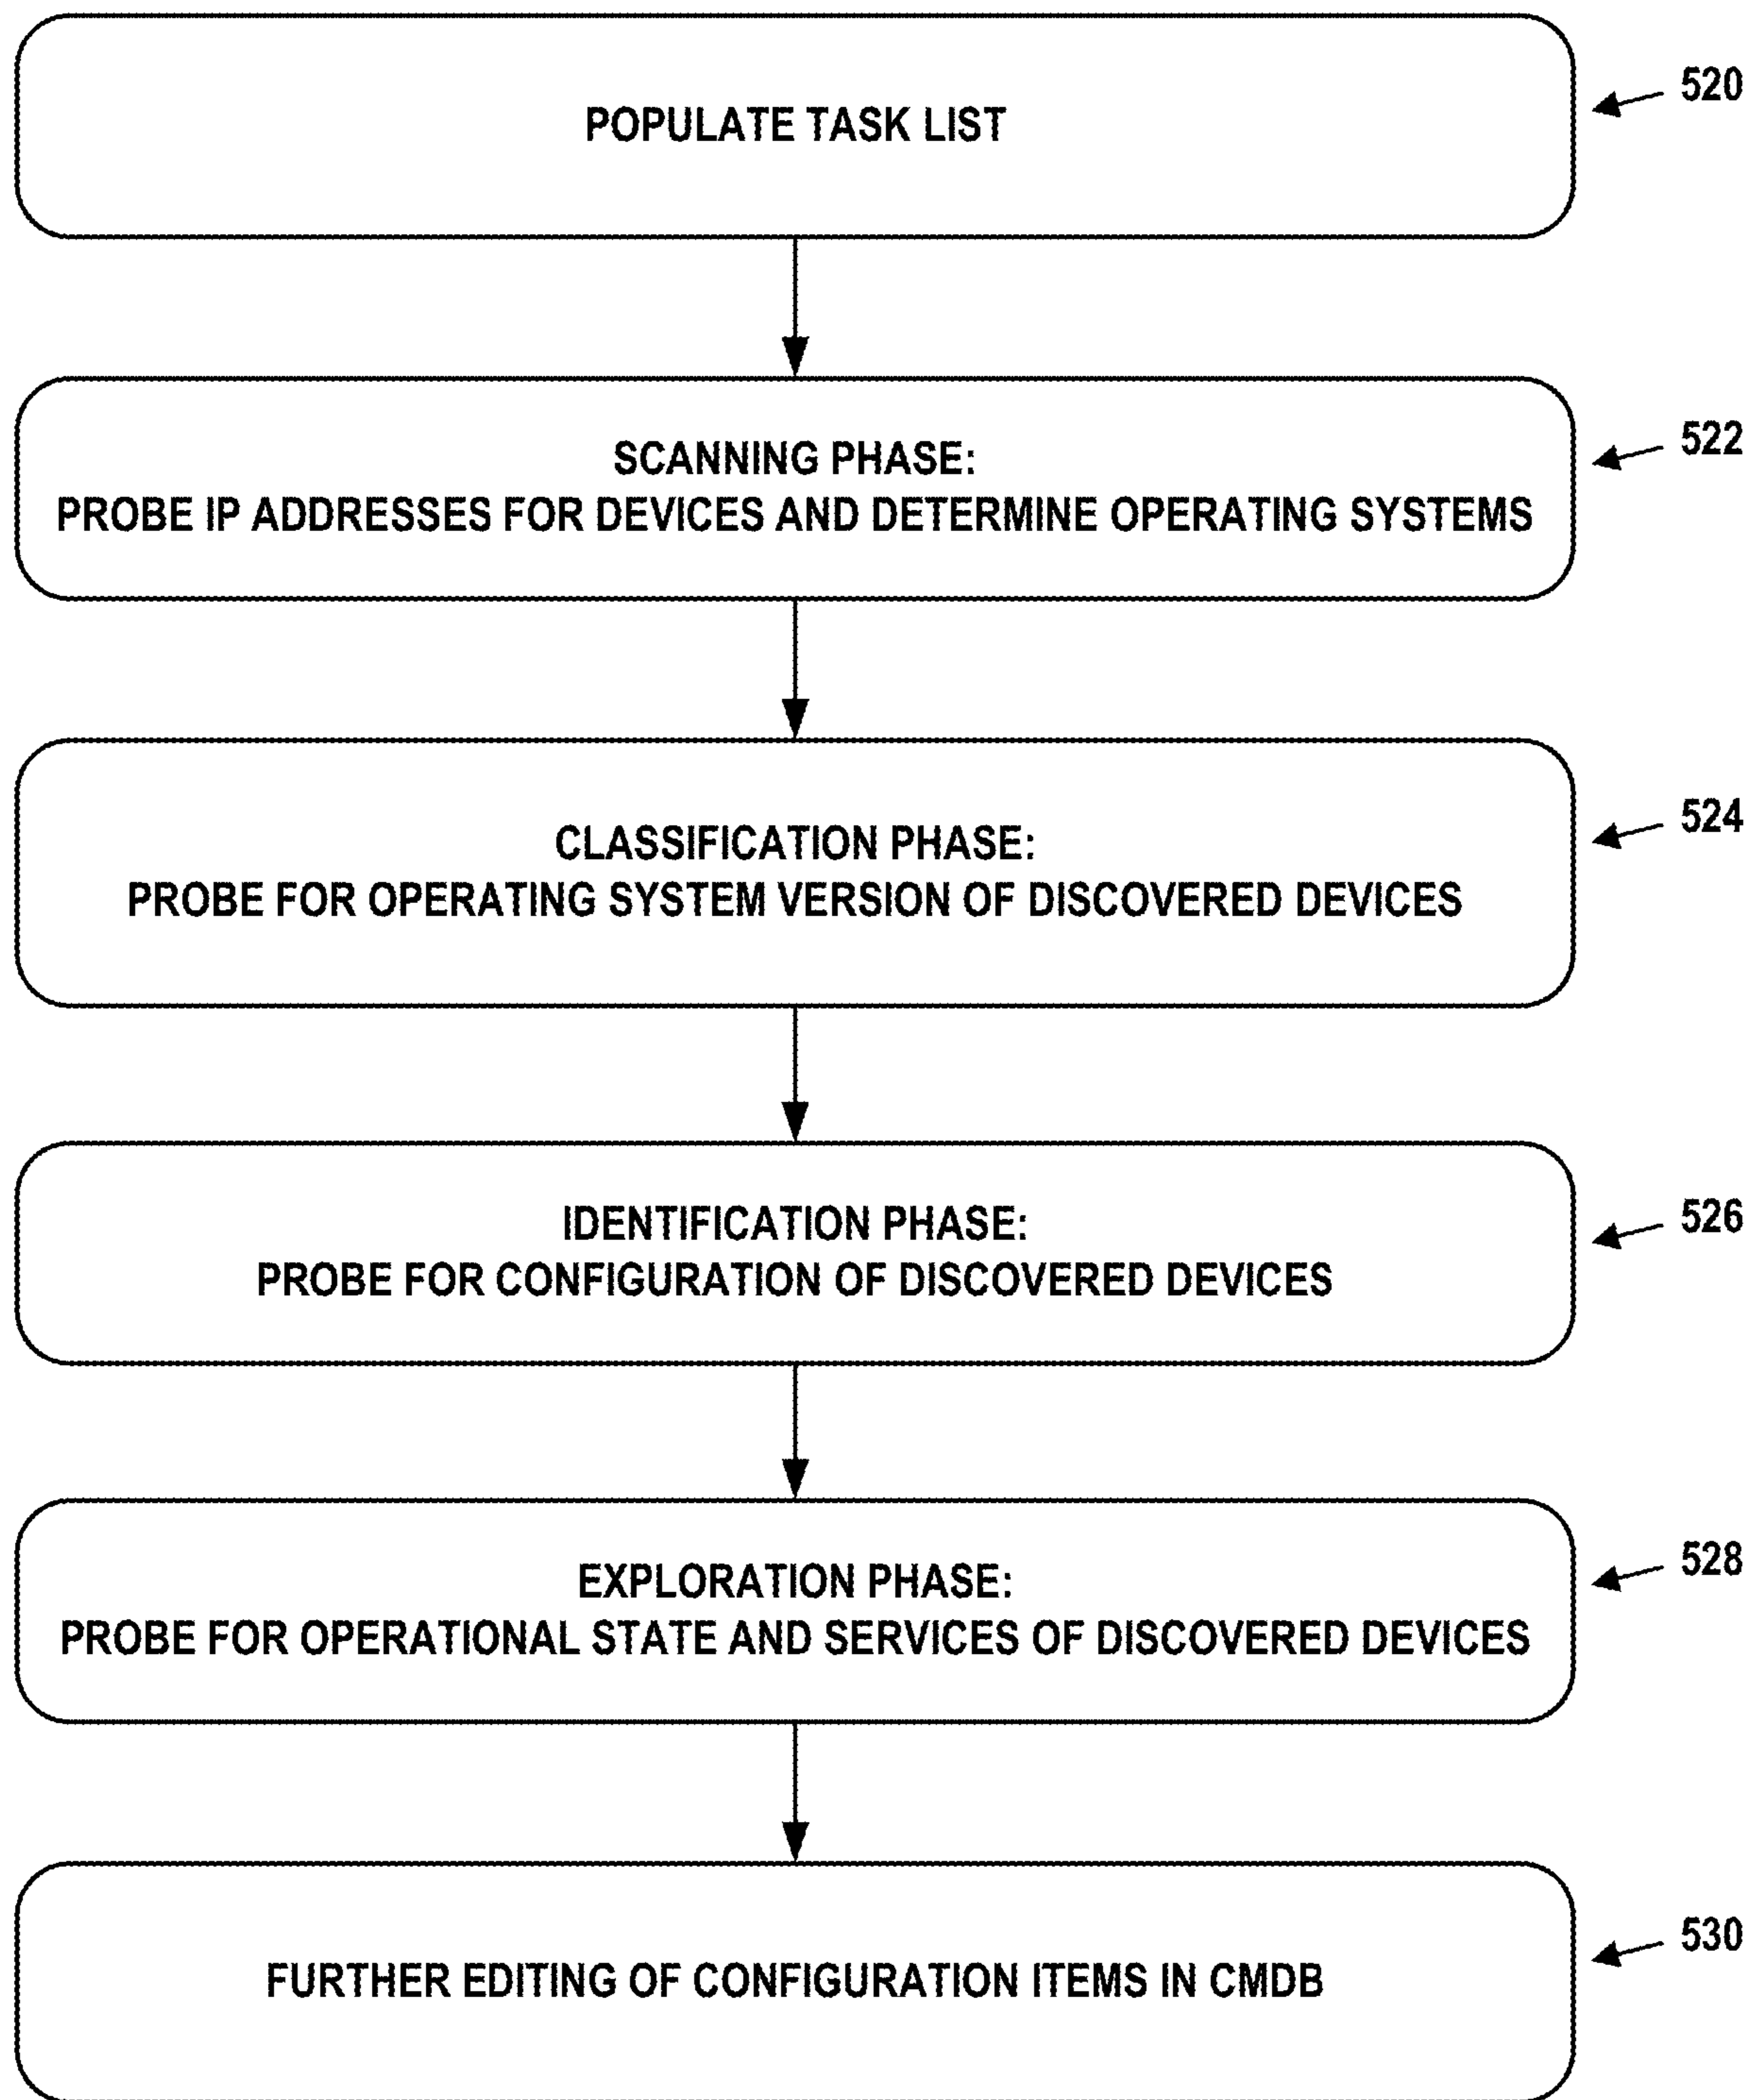 POPULATE TASK LIST
520
SCANNING PHASE:
PROBE IP ADDRESSES FOR DEVICES AND DETERMINE OPERATING SYSTEMS
522
CLASSIFICATION PHASE:
PROBE FOR OPERATING SYSTEM VERSION OF DISCOVERED DEVICES
524
IDENTIFICATION PHASE:
PROBE FOR CONFIGURATION OF DISCOVERED DEVICES
526
EXPLORATION PHASE:
PROBE FOR OPERATIONAL STATE AND SERVICES OF DISCOVERED DEVICES
528
FURTHER EDITING OF CONFIGURATION ITEMS IN CMDB
530